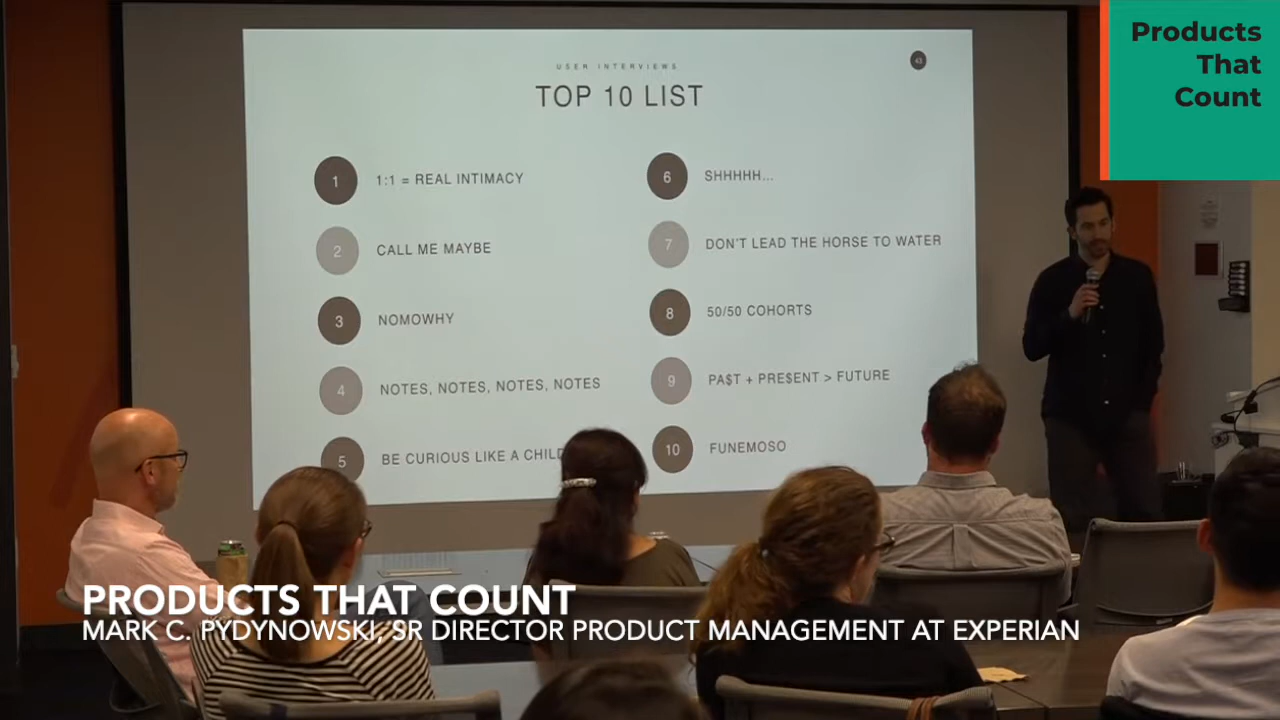 USER INTERVIEWS
43
TOP 10 LIST
1 1:1 = REAL INTIMACY
2 CALL ME MAYBE
3 NOMOWHY
4 NOTES, NOTES, NOTES, NOTES
5 BE CURIOUS LIKE A CHILD
6 SHHHHH...
7 DON'T LEAD THE HORSE TO WATER
8 50/50 COHORTS
9 PA$T + PRE$ENT > FUTURE
10 FUNEMOSO
Products
That
Count
PRODUCTS THAT COUNT
MARK C. PYDYNOWSKI, SR DIRECTOR PRODUCT MANAGEMENT AT EXPERIAN